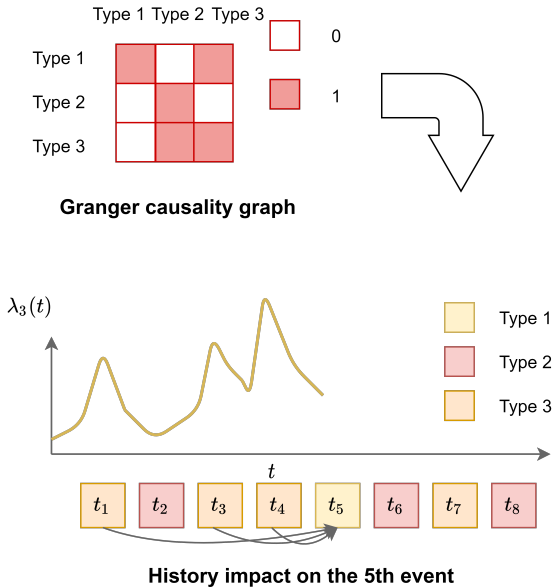 Type 1 Type 2 Type 3
0
Type 1
1
Type 2
Type 3
Granger causality graph
λ₃(t)
Type 1
Type 2
Type 3
t
t₁ t₂ t₃ t₄ t₅ t₆ t₇ t₈
History impact on the 5th event